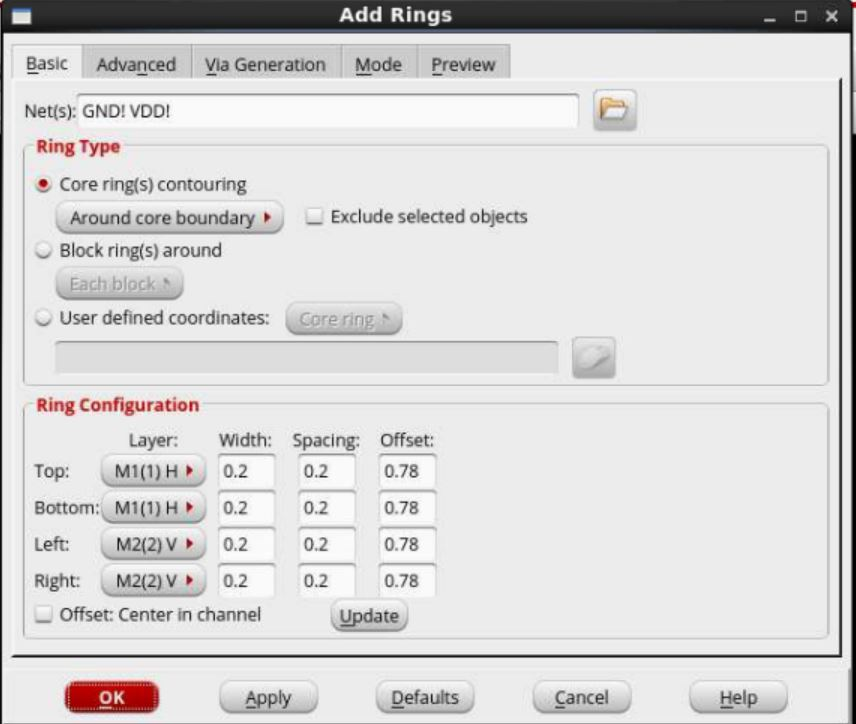 Add Rings
Basic Advanced Via Generation Mode Preview
Net(s): GND! VDD!
Ring Type
Core ring(s) contouring
Around core boundary Exclude selected objects
Block ring(s) around
Each block
User defined coordinates: Core ring
Ring Configuration
Layer: Width: Spacing: Offset:
Top: M1(1) H 0.2 0.2 0.78
Bottom: M1(1) H 0.2 0.2 0.78
Left: M2(2) V 0.2 0.2 0.78
Right: M2(2) V 0.2 0.2 0.78
Offset: Center in channel Update
OK Apply Defaults Cancel Help